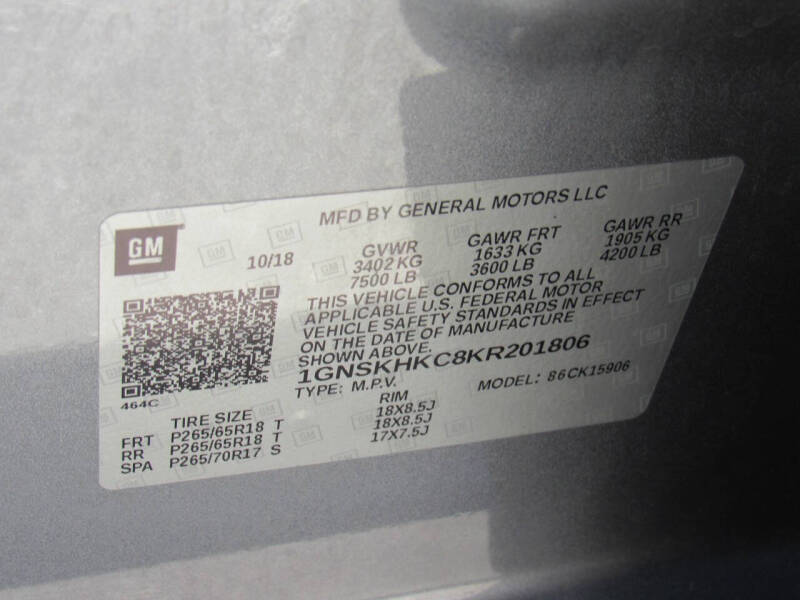 MFD BY GENERAL MOTORS LLC
GM
10/18
GVWR
3402 KG
7500 LB
GAWR FRT
1633 KG
3600 LB
GAWR RR
1905 KG
4200 LB
THIS VEHICLE CONFORMS TO ALL
APPLICABLE U.S. FEDERAL MOTOR
VEHICLE SAFETY STANDARDS IN EFFECT
ON THE DATE OF MANUFACTURE
SHOWN ABOVE.
1GNSKHKC8KR201806
TYPE: M.P.V. MODEL: 86CK15906
464C
TIRE SIZE RIM
FRT P265/65R18 T 18X8.5J
RR P265/65R18 T 18X8.5J
SPA P265/70R17 S 17X7.5J